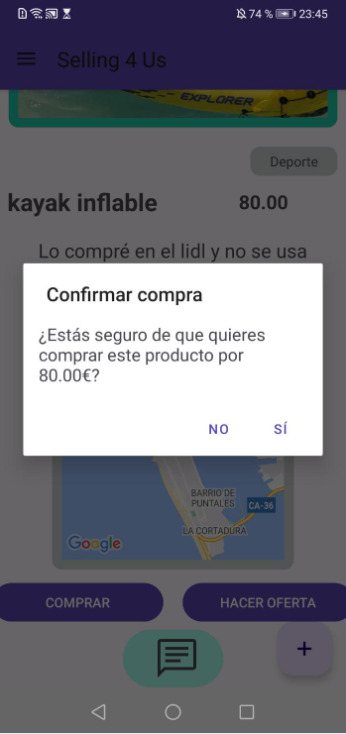 74 % 23:45
Selling 4 Us
EXPLORER
Deporte
kayak inflable 80.00
Lo compré en el lidl y no se usa
Confirmar compra
¿Estás seguro de que quieres
comprar este producto por
80.00€?
NO SÍ
BARRIO DE
PUNTALES
CA-36
LA CORTADURA
Google
COMPRAR HACER OFERTA
+